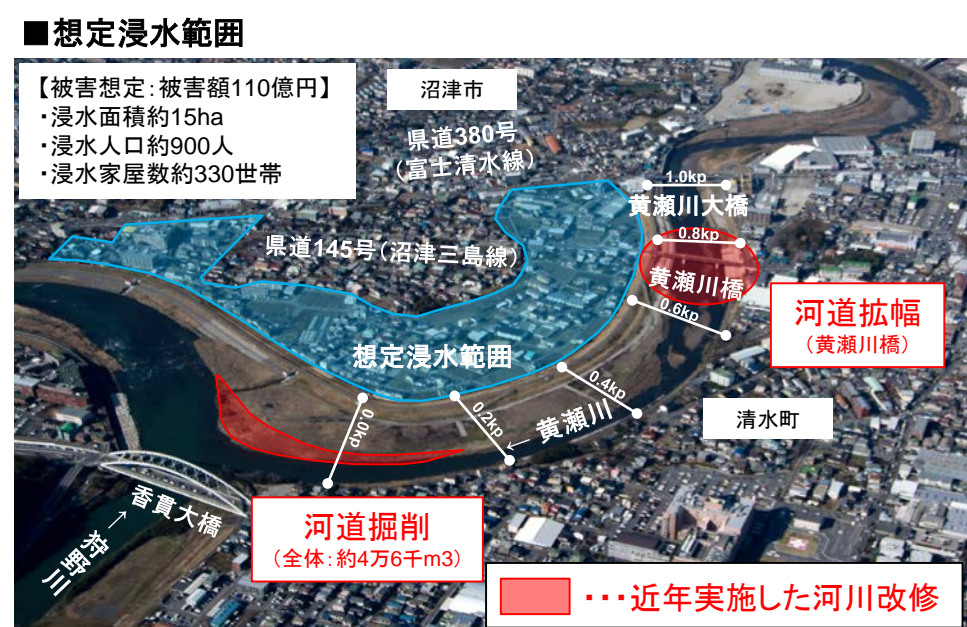 ■想定浸水範囲
【被害想定：被害額110億円】
・浸水面積約15ha
・浸水人口約900人
・浸水家屋数約330世帯
沼津市
県道380号
（富士清水線）
1.0kp
黄瀬川大橋
0.8kp
黄瀬川橋
0.6kp
県道145号（沼津三島線）
河道拡幅
（黄瀬川橋）
想定浸水範囲
0.4kp
0.2kp
0.0kp
←黄瀬川
清水町
香貫大橋
→
狩野川
河道掘削
（全体：約4万6千m3）
・・・近年実施した河川改修